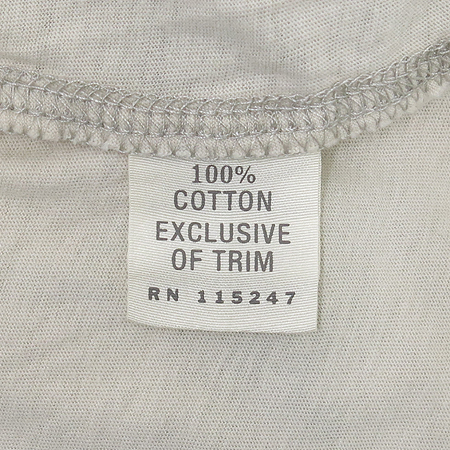 100%
COTTON
EXCLUSIVE
OF TRIM
RN 115247